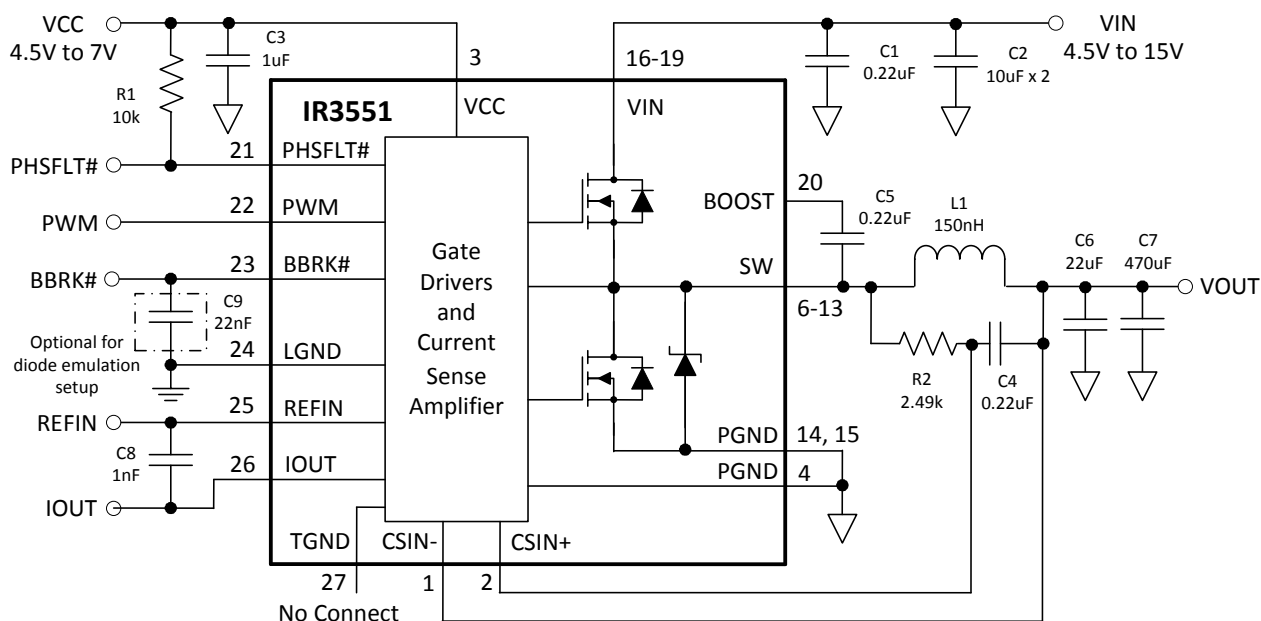 VCC
4.5V to 7V
C3
1uF
3
16-19
C1
0.22uF
C2
10uF x 2
VIN
4.5V to 15V
R1
10k
IR3551
VCC
VIN
PHSFLT#
21
PHSFLT#
20
BOOST
C5
0.22uF
L1
150nH
C6
22uF
C7
470uF
PWM
22
PWM
Gate
Drivers
and
Current
Sense
Amplifier
BBRK#
23
BBRK#
SW
6-13
VOUT
C9
22nF
Optional for
diode emulation
setup
24
LGND
R2
2.49k
C4
0.22uF
REFIN
25
REFIN
PGND
14, 15
C8
1nF
26
IOUT
PGND
4
IOUT
TGND
CSIN-
CSIN+
27
1
2
No Connect